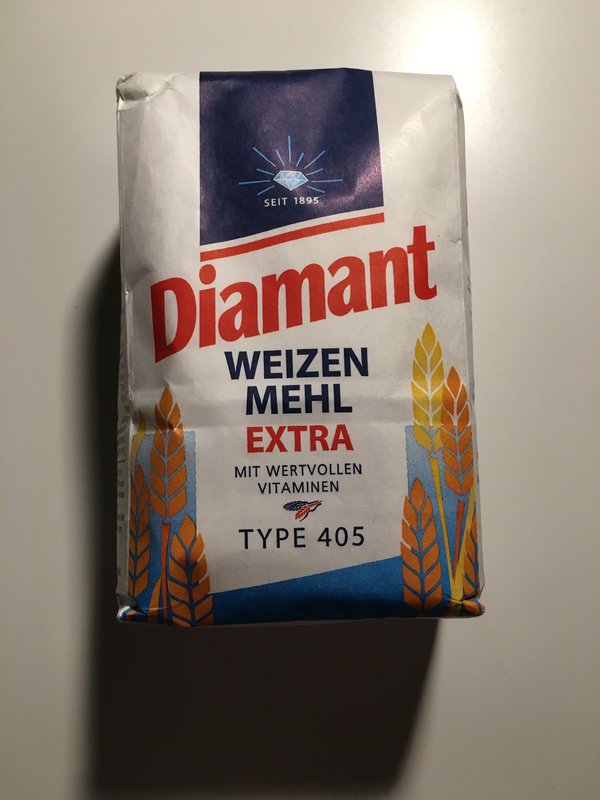 SEIT 1895
Diamant
WEIZEN
MEHL
EXTRA
MIT WERTVOLLEN
VITAMINEN
TYPE 405